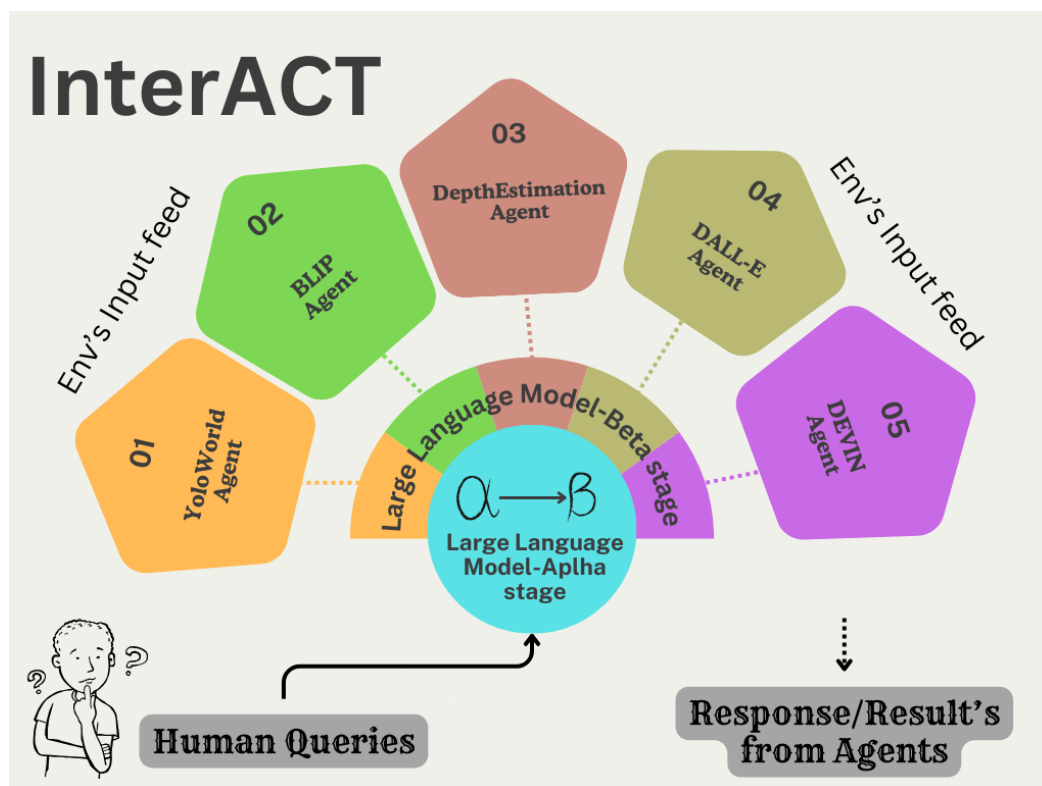 InterACT
Env's Input feed
Env's Input feed
01
YoloWorld
Agent
02
BLIP
Agent
03
DepthEstimation
Agent
04
DALL-E
Agent
05
DEVIN
Agent
Large Language Model-Beta stage
α → β
Large Language
Model-Aplha
stage
? ?
Human Queries
Response/Result's
from Agents